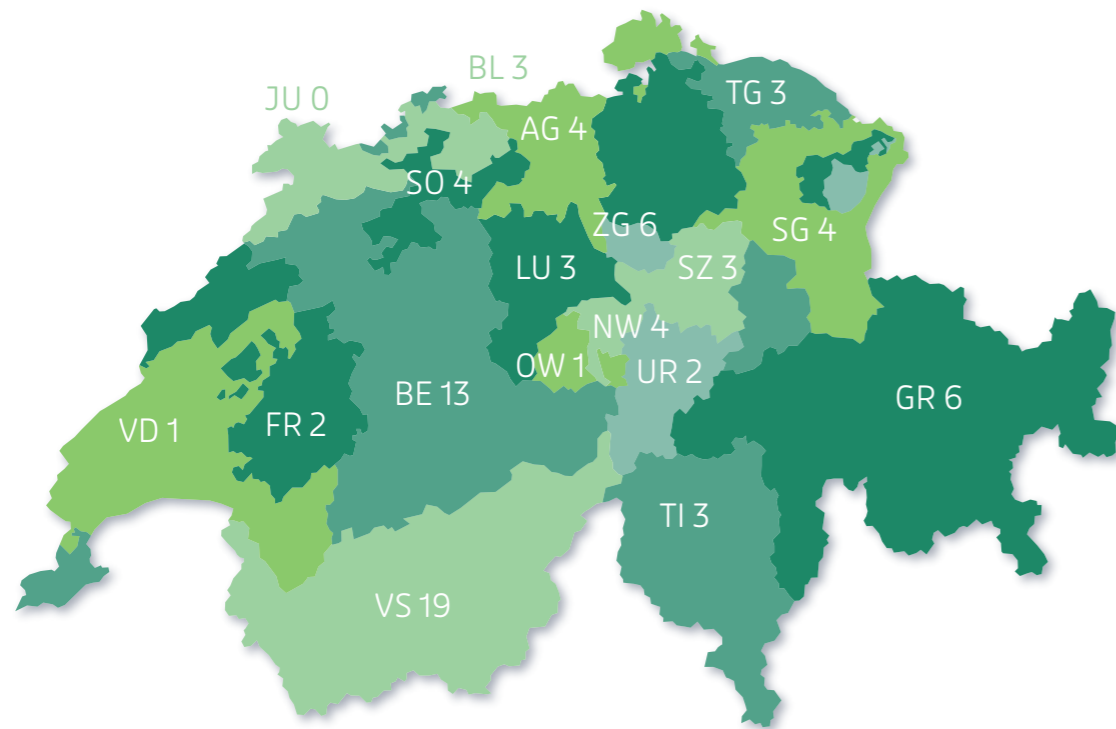 BL 3
JU 0
TG 3
AG 4
SO 4
ZG 6
SG 4
LU 3
SZ 3
NW 4
OW 1
UR 2
BE 13
GR 6
VD 1
FR 2
TI 3
VS 19